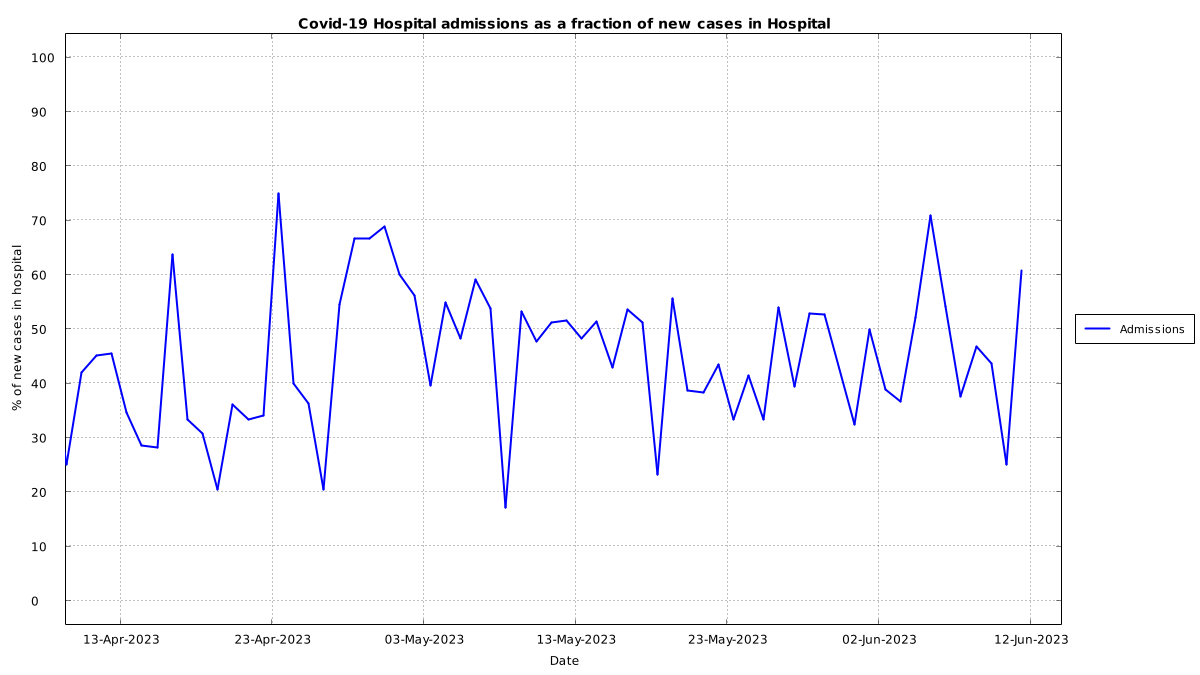 Covid-19 Hospital admissions as a fraction of new cases in Hospital
100
90
80
70
60
50
40
30
20
10
0
% of new cases in hospital
13-Apr-2023
23-Apr-2023
03-May-2023
13-May-2023
23-May-2023
02-Jun-2023
12-Jun-2023
Date
Admissions